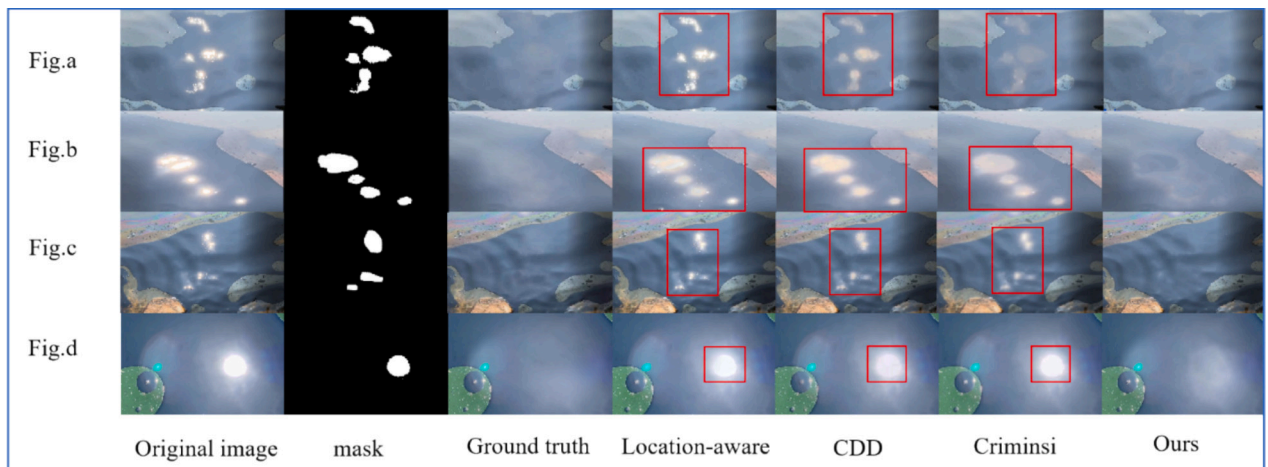 Fig.a
Fig.b
Fig.c
Fig.d
Original image mask Ground truth Location-aware CDD Criminsi Ours